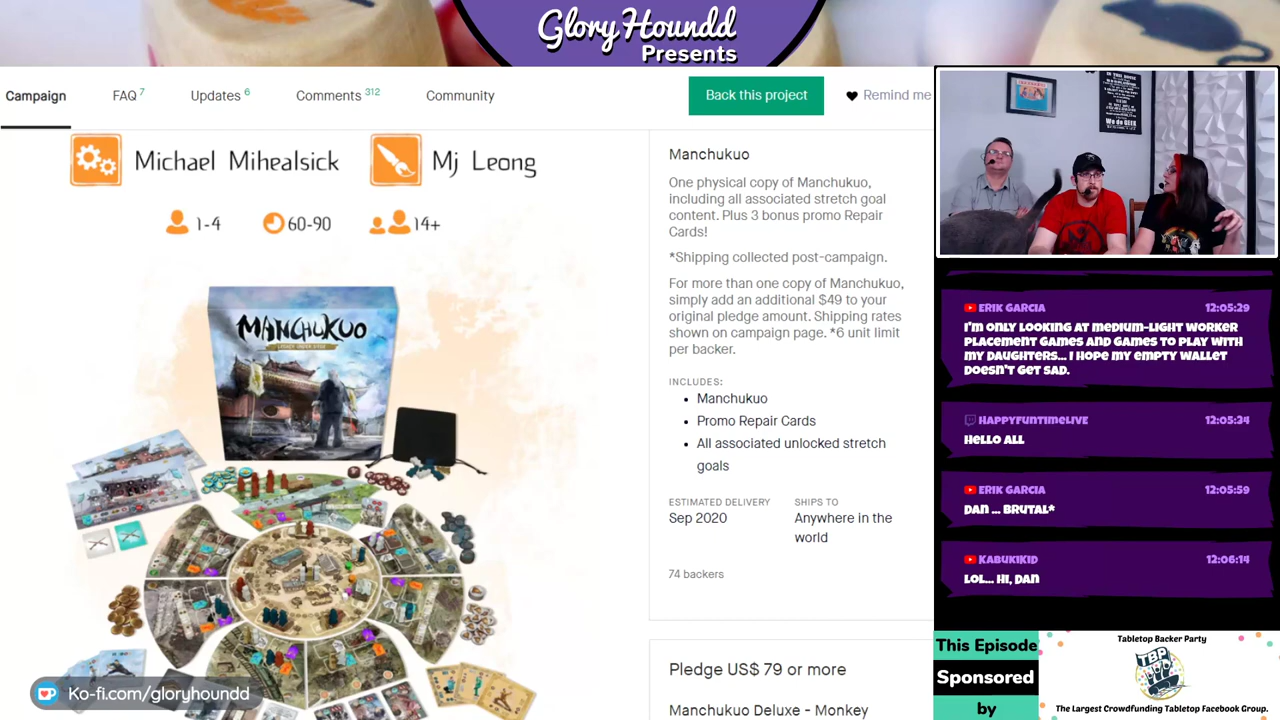 GloryHoundd
Presents
Campaign
FAQ 7
Updates 6
Comments 312
Community
Back this project
Remind me
Michael Mihealsick
Mj Leong
1-4
60-90
14+
MANCHUKUO
Manchukuo
One physical copy of Manchukuo,
including all associated stretch goal
content. Plus 3 bonus promo Repair
Cards!
*Shipping collected post-campaign.
For more than one copy of Manchukuo,
simply add an additional $49 to your
original pledge amount. Shipping rates
shown on campaign page. *6 unit limit
per backer.
INCLUDES:
Manchukuo
Promo Repair Cards
All associated unlocked stretch
goals
ESTIMATED DELIVERY
Sep 2020
SHIPS TO
Anywhere in the
world
74 backers
Pledge US$ 79 or more
Manchukuo Deluxe - Monkey
Ko-fi.com/gloryhoundd
ERIK GARCIA 12:05:29
I'M ONLY LOOKING AT MEDIUM-LIGHT WORKER
PLACEMENT GAMES AND GAMES TO PLAY WITH
MY DAUGHTERS... I HOPE MY EMPTY WALLET
DOESN'T GET SAD.
HAPPYFUNTIMELIVE 12:05:34
HELLO ALL
ERIK GARCIA 12:05:59
DAN ... BRUTAL*
KABUKIKID 12:06:14
LOL... HI, DAN
This Episode
Sponsored
by
Tabletop Backer Party
TBP
The Largest Crowdfunding Tabletop Facebook Group.